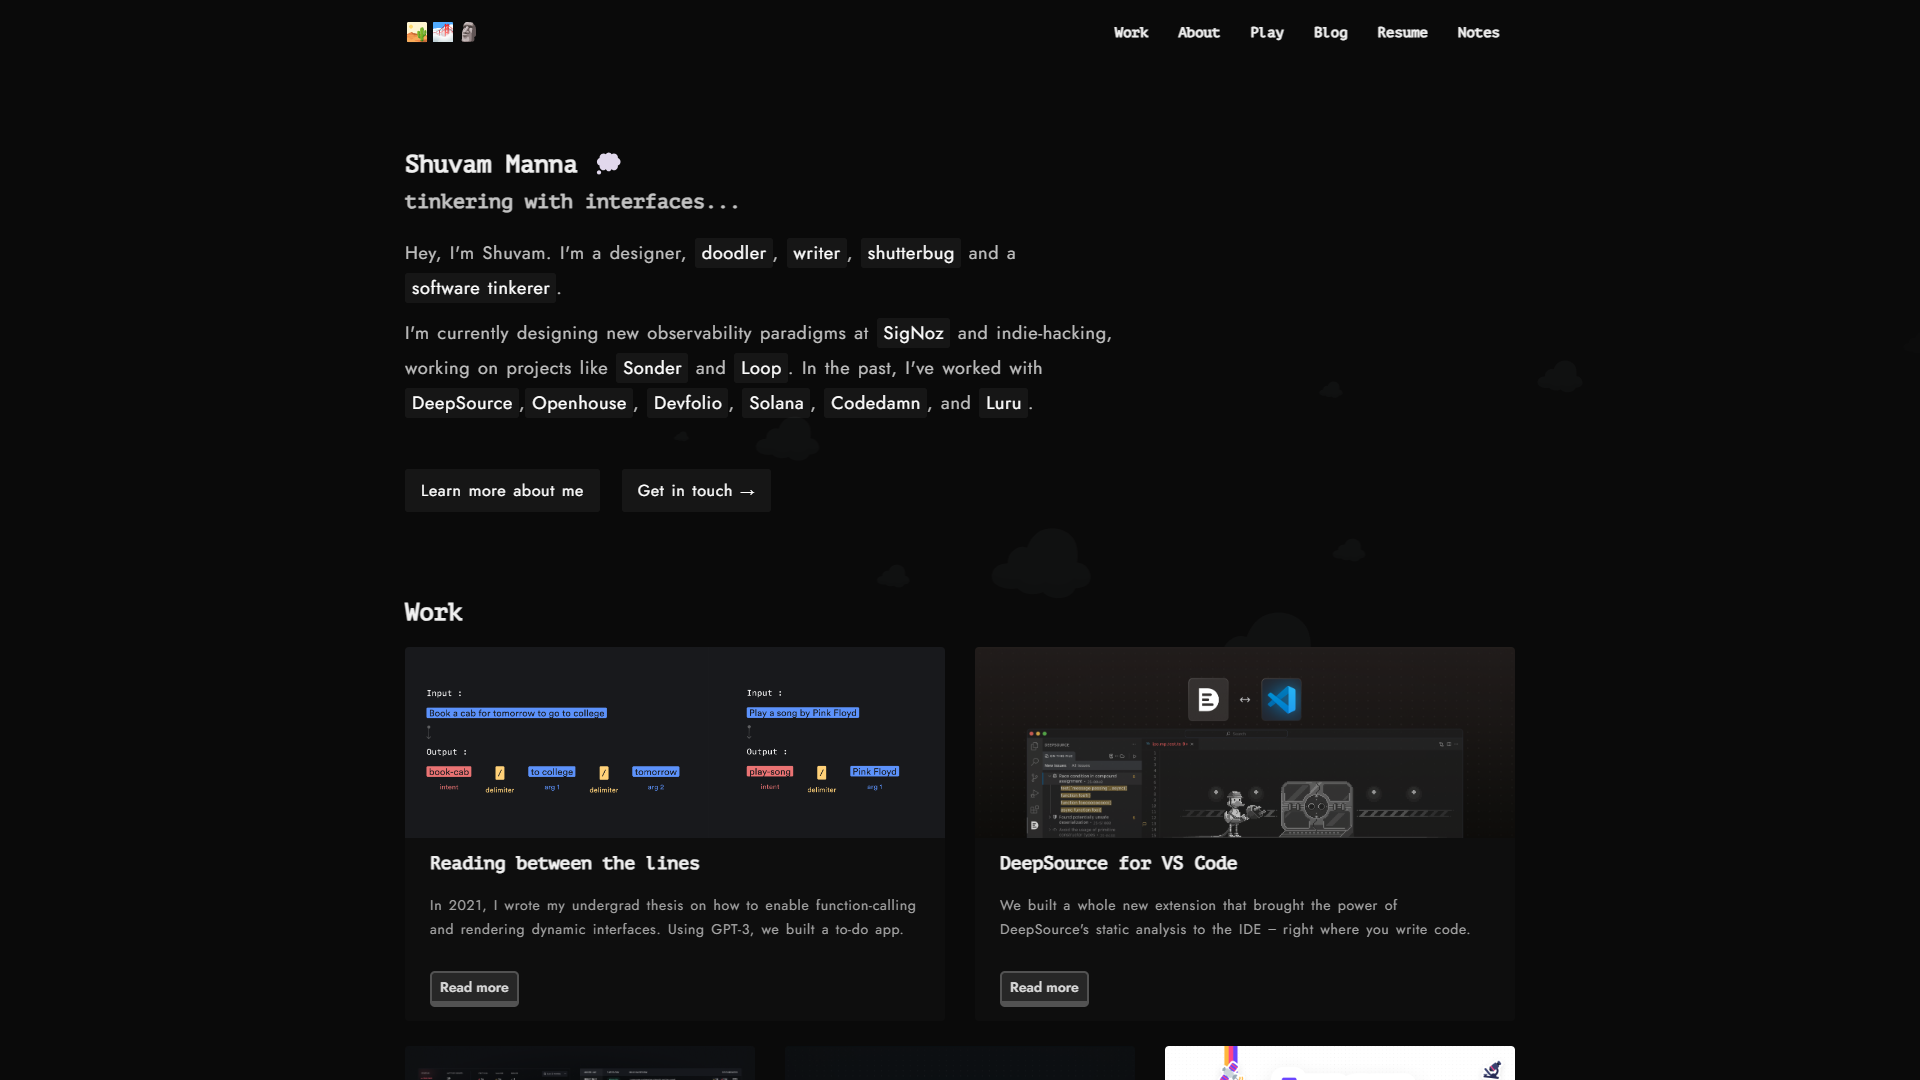 Work About Play Blog Resume Notes
Shuvam Manna
tinkering with interfaces...
Hey, I'm Shuvam. I'm a designer, doodler, writer, shutterbug and a
software tinkerer.
I'm currently designing new observability paradigms at SigNoz and indie-hacking,
working on projects like Sonder and Loop. In the past, I've worked with
DeepSource, Openhouse, Devfolio, Solana, Codedamn, and Luru.
Learn more about me
Get in touch →
Work
Input :
Book a cab for tomorrow to go to college
Output :
book-cab / to college / tomorrow
intent delimiter arg 1 delimiter arg 2
Input :
Play a song by Pink Floyd
Output :
play-song / Pink Floyd
intent delimiter arg 1
Reading between the lines
In 2021, I wrote my undergrad thesis on how to enable function-calling
and rendering dynamic interfaces. Using GPT-3, we built a to-do app.
Read more
DeepSource for VS Code
We built a whole new extension that brought the power of
DeepSource's static analysis to the IDE – right where you write code.
Read more